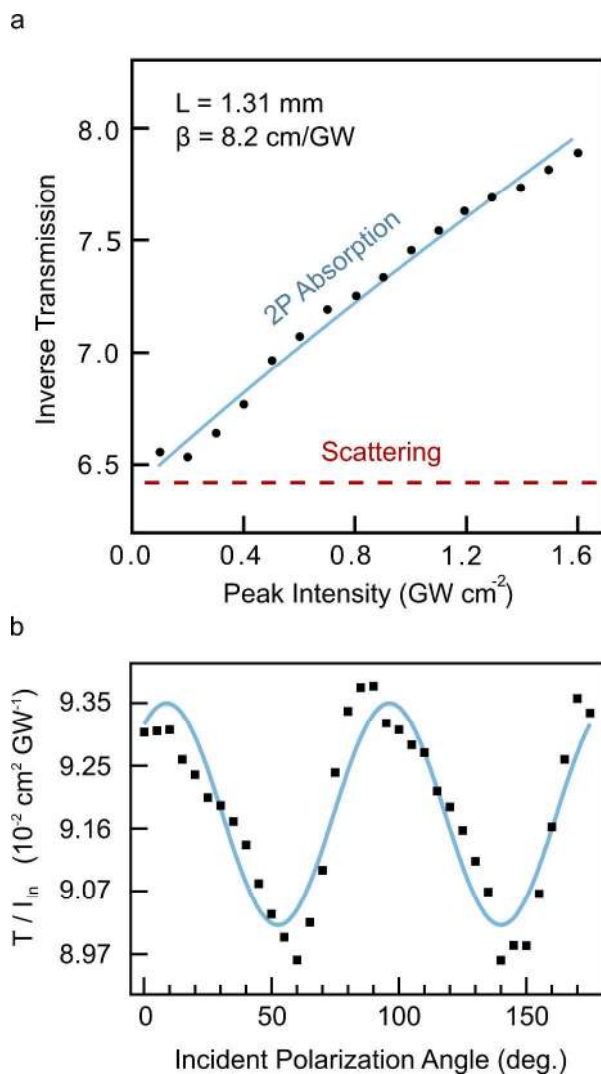 a
L = 1.31 mm
β = 8.2 cm/GW
8.0
7.5
7.0
6.5
Inverse Transmission
2P Absorption
Scattering
0.0 0.4 0.8 1.2 1.6
Peak Intensity (GW cm⁻²)
b
9.35
9.25
9.16
9.07
8.97
T / I_In (10⁻² cm² GW⁻¹)
0 50 100 150
Incident Polarization Angle (deg.)